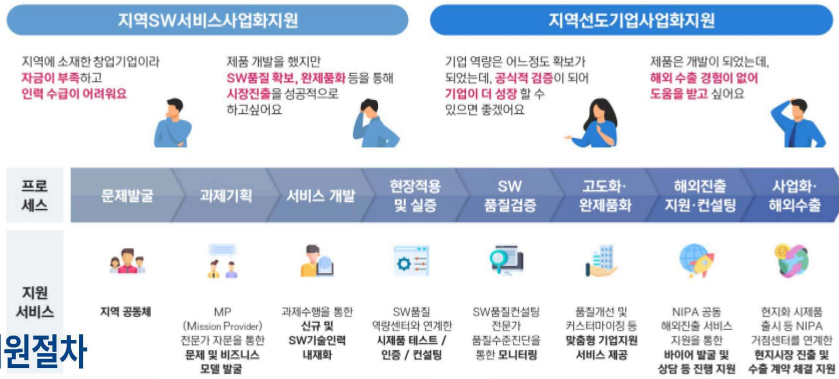 지역SW서비스사업화지원
지역선도기업사업화지원
지역에 소재한 창업기업이라
자금이 부족하고
인력 수급이 어려워요
제품 개발을 했지만
SW품질 확보, 완제품화 등을 통해
시장진출을 성공적으로
하고싶어요
기업 역량은 어느정도 확보가
되었는데, 공식적 검증이 되어
기업이 더 성장 할 수
있으면 좋겠어요
제품은 개발이 되었는데,
해외 수출 경험이 없어
도움을 받고 싶어요
프로
세스
문제발굴
과제기획
서비스 개발
현장적용
및 실증
SW
품질검증
고도화·
완제품화
해외진출
지원·컨설팅
사업화·
해외수출
지원
서비스
지역 공동체
MP
(Mission Provider)
전문가 자문을 통한
문제 및 비즈니스
모델 발굴
과제수행을 통한
신규 및
SW기술인력
내재화
SW품질
역량센터와 연계한
시제품 테스트 /
인증 / 컨설팅
SW품질컨설팅
전문가
품질수준진단을
통한 모니터링
품질개선 및
커스터마이징 등
맞춤형 기업지원
서비스 제공
NIPA 공동
해외진출 서비스
지원을 통한
바이어 발굴 및
상담 등 진행 지원
현지화 시제품
출시 등 NIPA
거점센터를 연계한
현지시장 진출 및
수출 계약 체결 지원
원절차